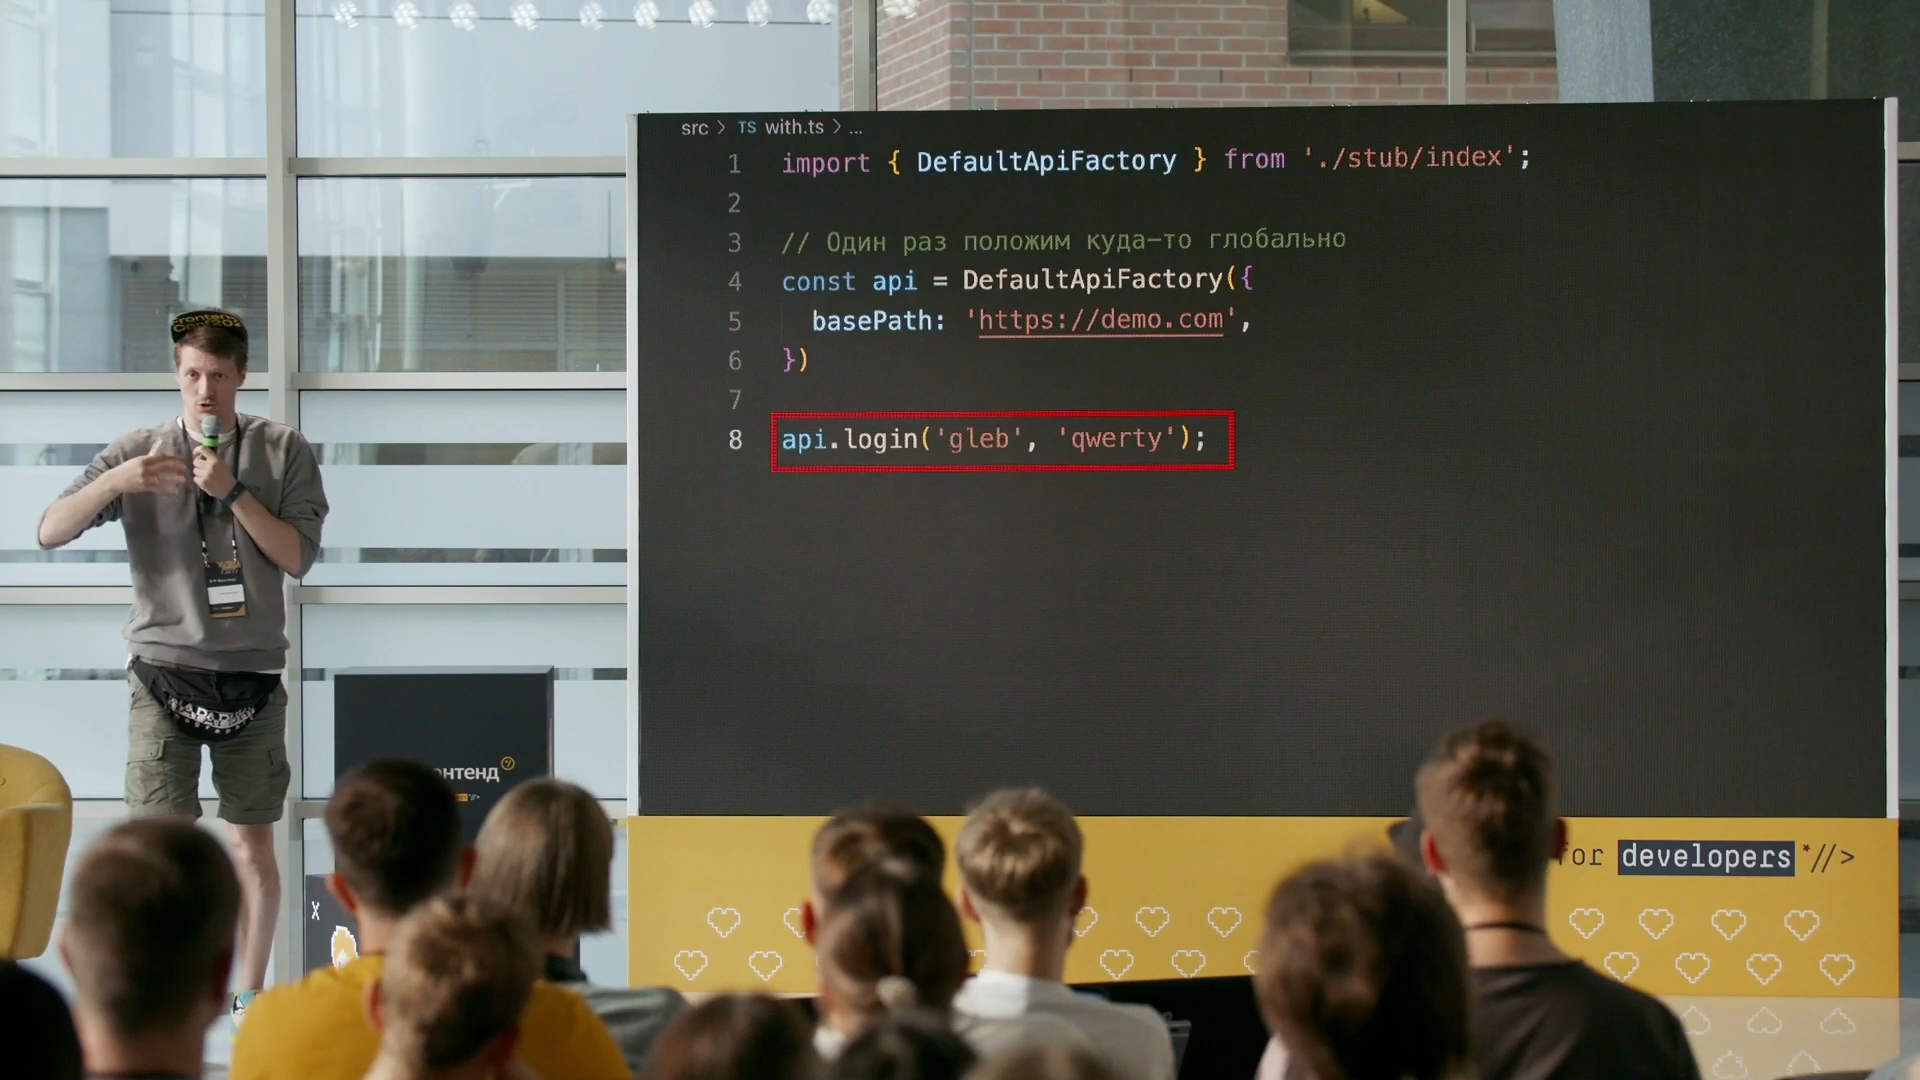 src > TS with.ts > ...
1 import { DefaultApiFactory } from './stub/index';
2
3 // Один раз положим куда-то глобально
4 const api = DefaultApiFactory({
5 basePath: 'https://demo.com',
6 })
7
8 api.login('gleb', 'qwerty');
for developers *//>
X